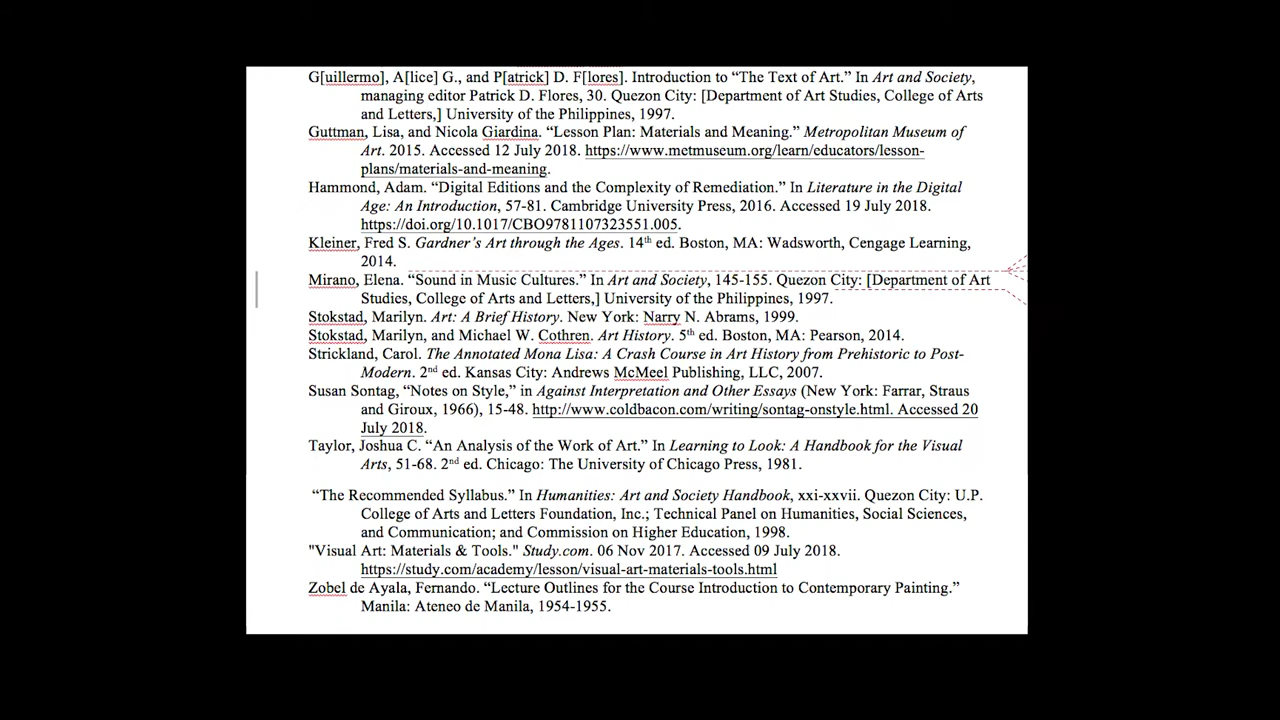 G[uillermo], A[lice] G., and P[atrick] D. F[lores]. Introduction to “The Text of Art.” In Art and Society,
managing editor Patrick D. Flores, 30. Quezon City: [Department of Art Studies, College of Arts
and Letters,] University of the Philippines, 1997.
Guttman, Lisa, and Nicola Giardina. “Lesson Plan: Materials and Meaning.” Metropolitan Museum of
Art. 2015. Accessed 12 July 2018. https://www.metmuseum.org/learn/educators/lesson-
plans/materials-and-meaning.
Hammond, Adam. “Digital Editions and the Complexity of Remediation.” In Literature in the Digital
Age: An Introduction, 57-81. Cambridge University Press, 2016. Accessed 19 July 2018.
https://doi.org/10.1017/CBO9781107323551.005.
Kleiner, Fred S. Gardner’s Art through the Ages. 14th ed. Boston, MA: Wadsworth, Cengage Learning,
2014.
Mirano, Elena. “Sound in Music Cultures.” In Art and Society, 145-155. Quezon City: [Department of Art
Studies, College of Arts and Letters,] University of the Philippines, 1997.
Stokstad, Marilyn. Art: A Brief History. New York: Narry N. Abrams, 1999.
Stokstad, Marilyn, and Michael W. Cothren. Art History. 5th ed. Boston, MA: Pearson, 2014.
Strickland, Carol. The Annotated Mona Lisa: A Crash Course in Art History from Prehistoric to Post-
Modern. 2nd ed. Kansas City: Andrews McMeel Publishing, LLC, 2007.
Susan Sontag, “Notes on Style,” in Against Interpretation and Other Essays (New York: Farrar, Straus
and Giroux, 1966), 15-48. http://www.coldbacon.com/writing/sontag-onstyle.html. Accessed 20
July 2018.
Taylor, Joshua C. “An Analysis of the Work of Art.” In Learning to Look: A Handbook for the Visual
Arts, 51-68. 2nd ed. Chicago: The University of Chicago Press, 1981.
“The Recommended Syllabus.” In Humanities: Art and Society Handbook, xxi-xxvii. Quezon City: U.P.
College of Arts and Letters Foundation, Inc.; Technical Panel on Humanities, Social Sciences,
and Communication; and Commission on Higher Education, 1998.
"Visual Art: Materials & Tools." Study.com. 06 Nov 2017. Accessed 09 July 2018.
https://study.com/academy/lesson/visual-art-materials-tools.html
Zobel de Ayala, Fernando. “Lecture Outlines for the Course Introduction to Contemporary Painting.”
Manila: Ateneo de Manila, 1954-1955.